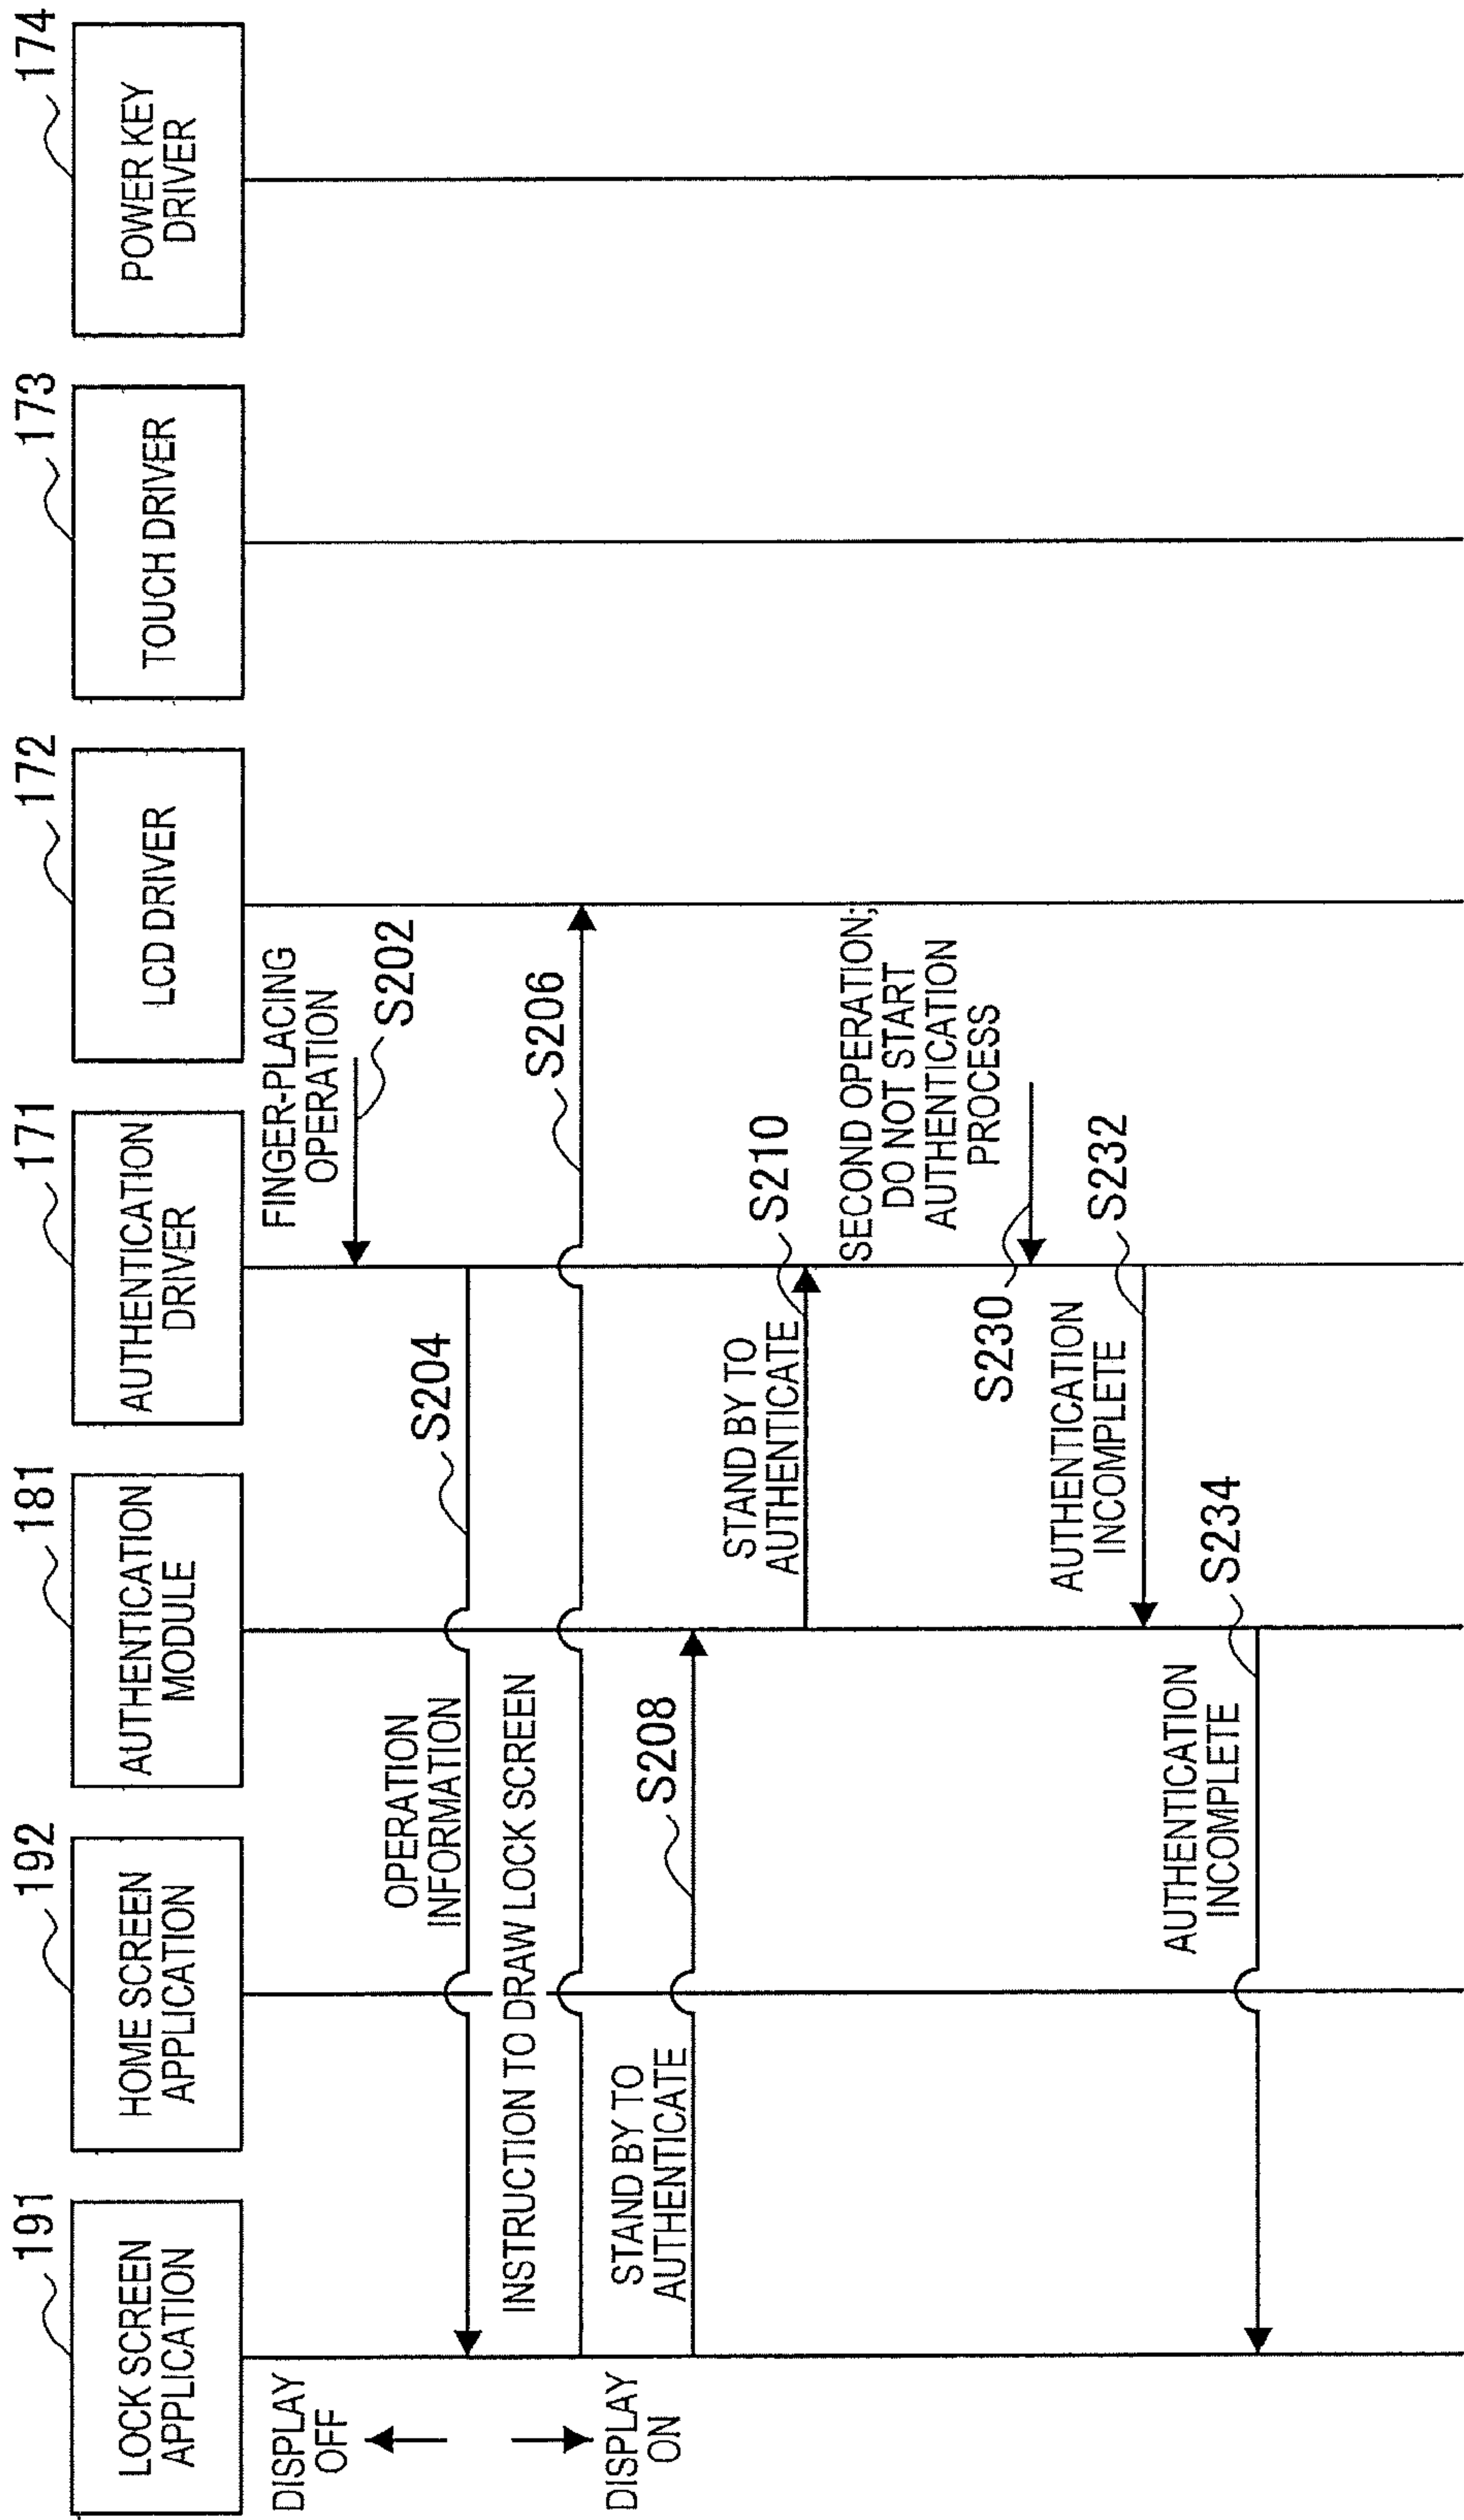 191
LOCK SCREEN
APPLICATION
192
HOME SCREEN
APPLICATION
181
AUTHENTICATION
MODULE
171
AUTHENTICATION
DRIVER
172
LCD DRIVER
173
TOUCH DRIVER
174
POWER KEY
DRIVER
DISPLAY
OFF
FINGER-PLACING
OPERATION
S202
OPERATION
INFORMATION
S204
INSTRUCTION TO DRAW LOCK SCREEN
S206
DISPLAY
ON
STAND BY TO
AUTHENTICATE
S208
STAND BY TO
AUTHENTICATE
S210
SECOND OPERATION;
DO NOT START
AUTHENTICATION
PROCESS
S230
AUTHENTICATION
INCOMPLETE
S232
AUTHENTICATION
INCOMPLETE
S234